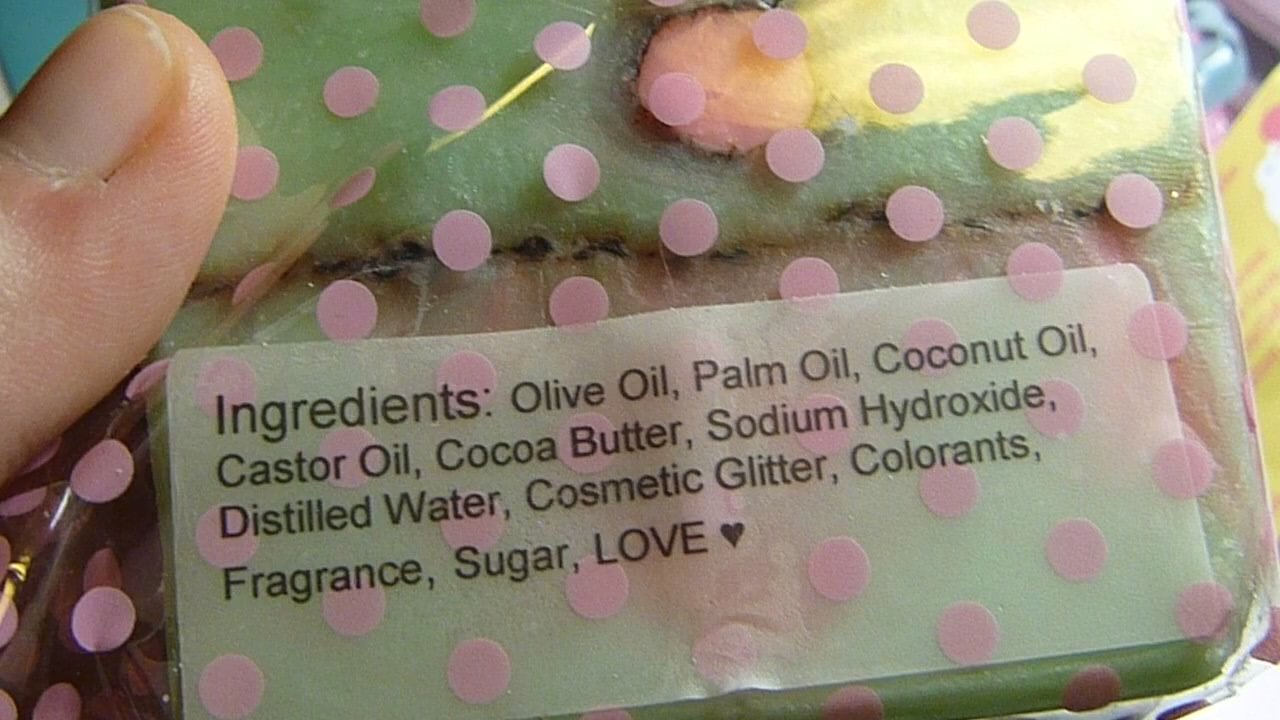 Ingredients: Olive Oil, Palm Oil, Coconut Oil,
Castor Oil, Cocoa Butter, Sodium Hydroxide,
Distilled Water, Cosmetic Glitter, Colorants,
Fragrance, Sugar, LOVE ♥